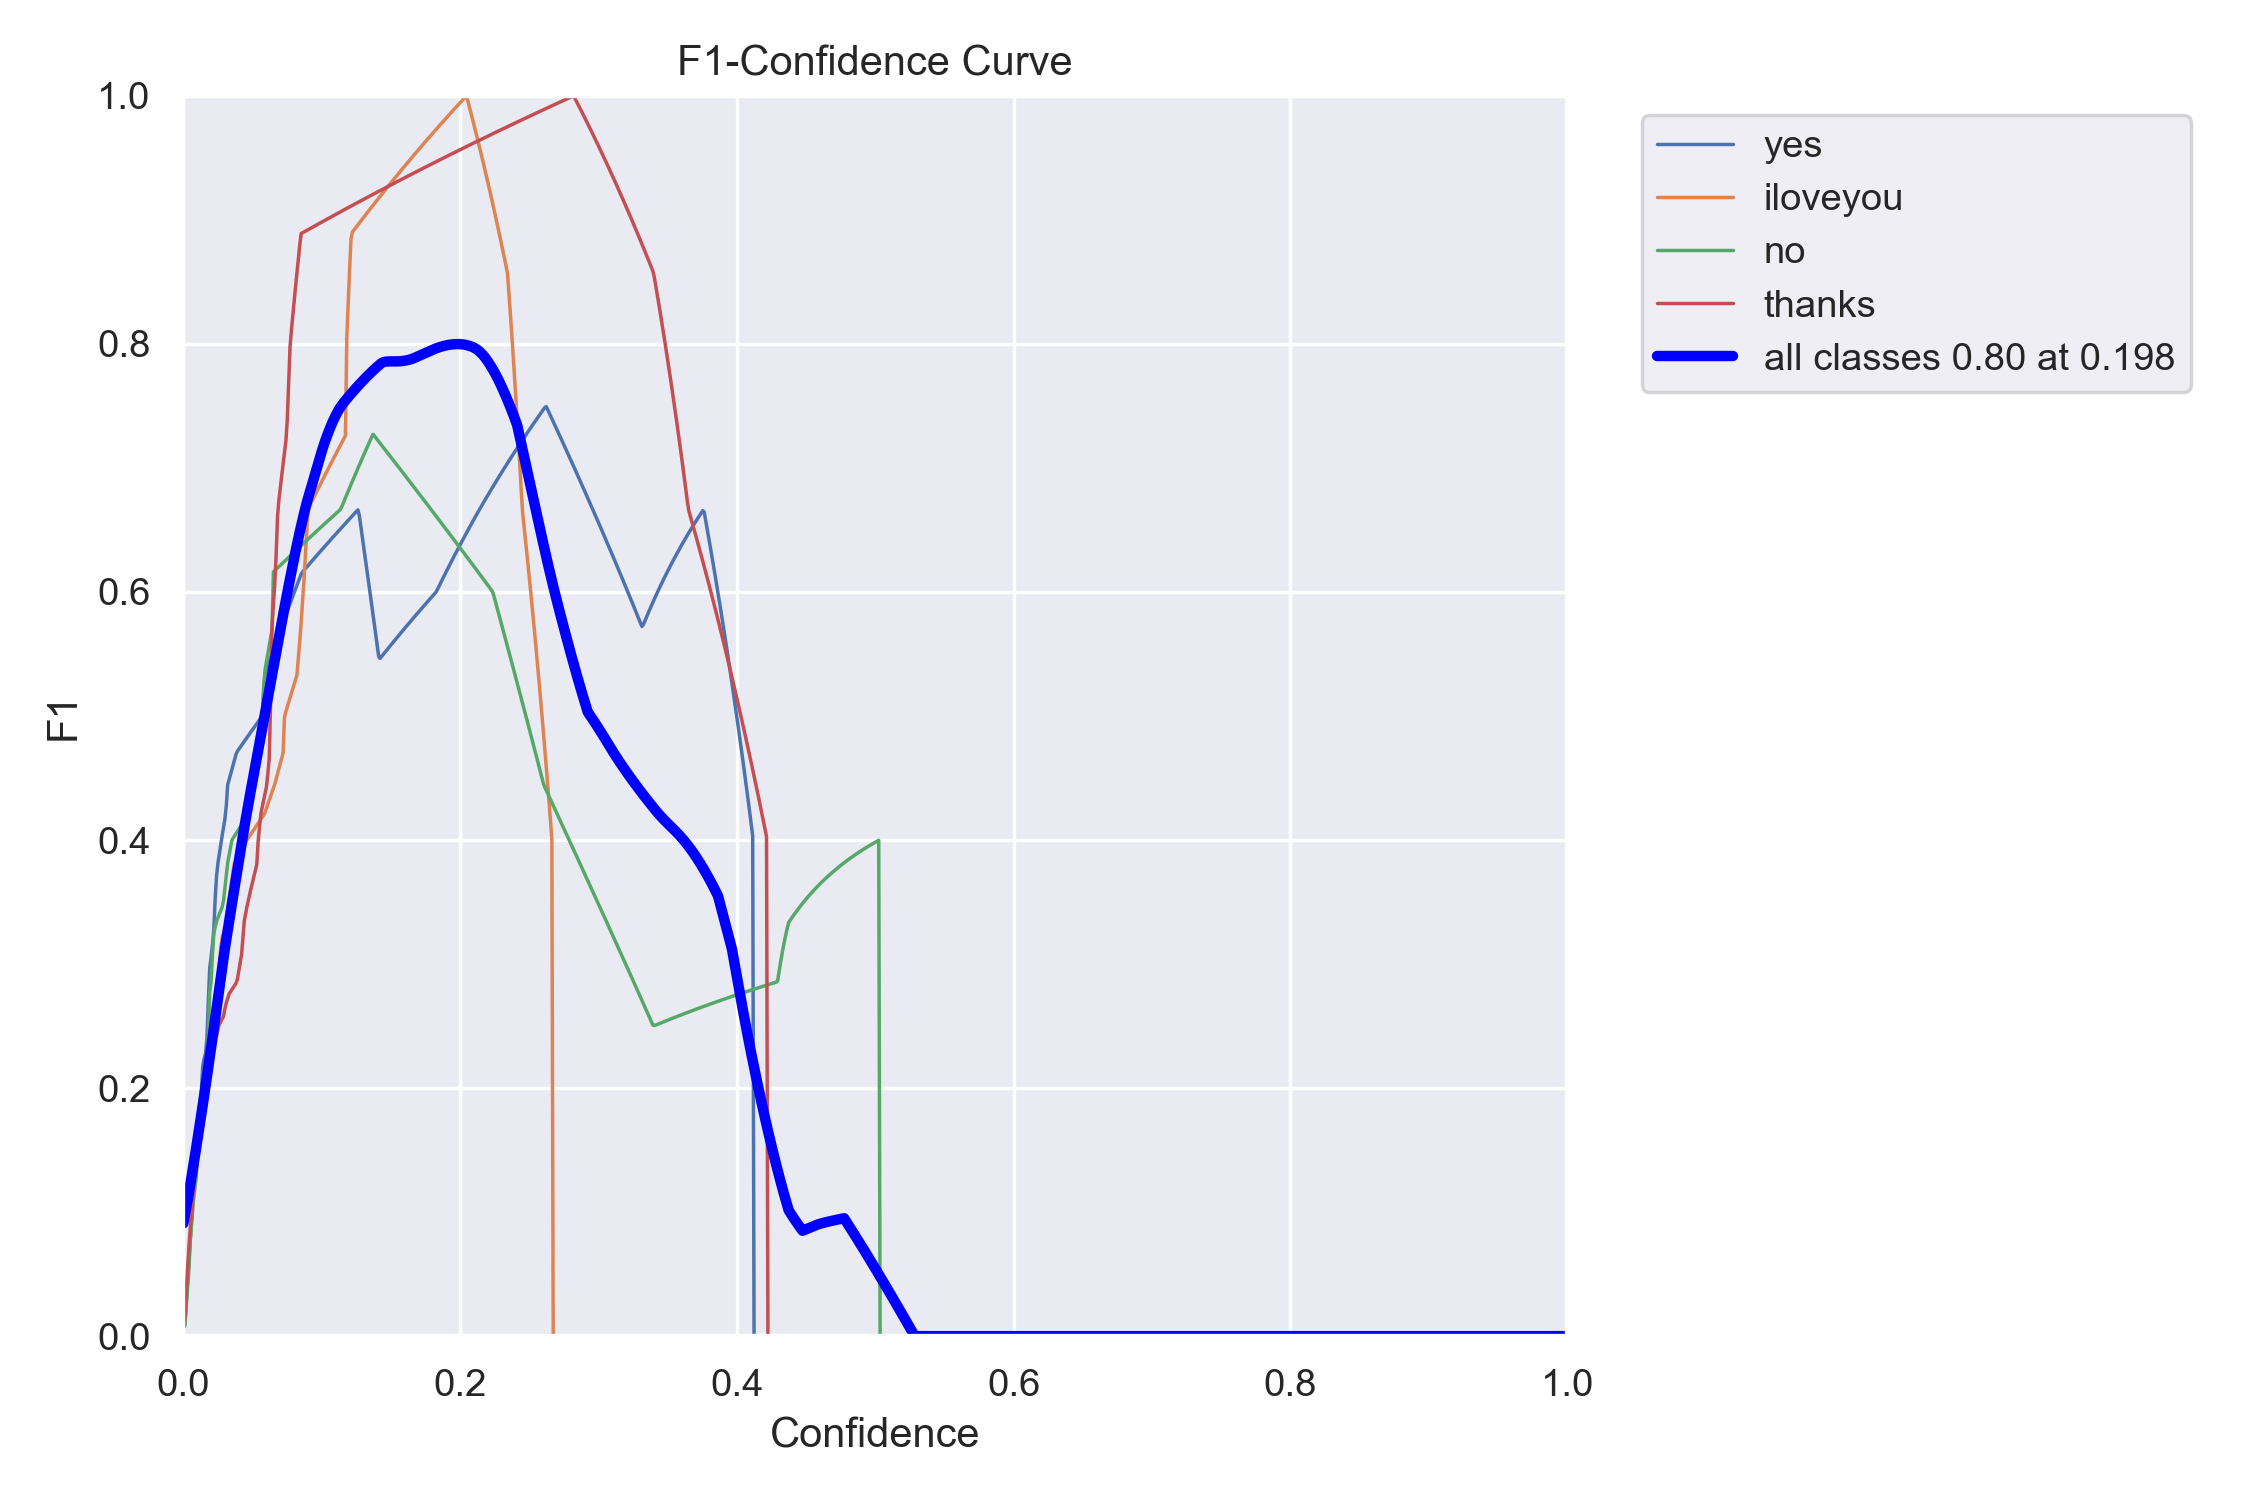 F1-Confidence Curve
1.0
0.8
0.6
0.4
0.2
0.0
F1
0.0 0.2 0.4 0.6 0.8 1.0
Confidence
yes
iloveyou
no
thanks
all classes 0.80 at 0.198